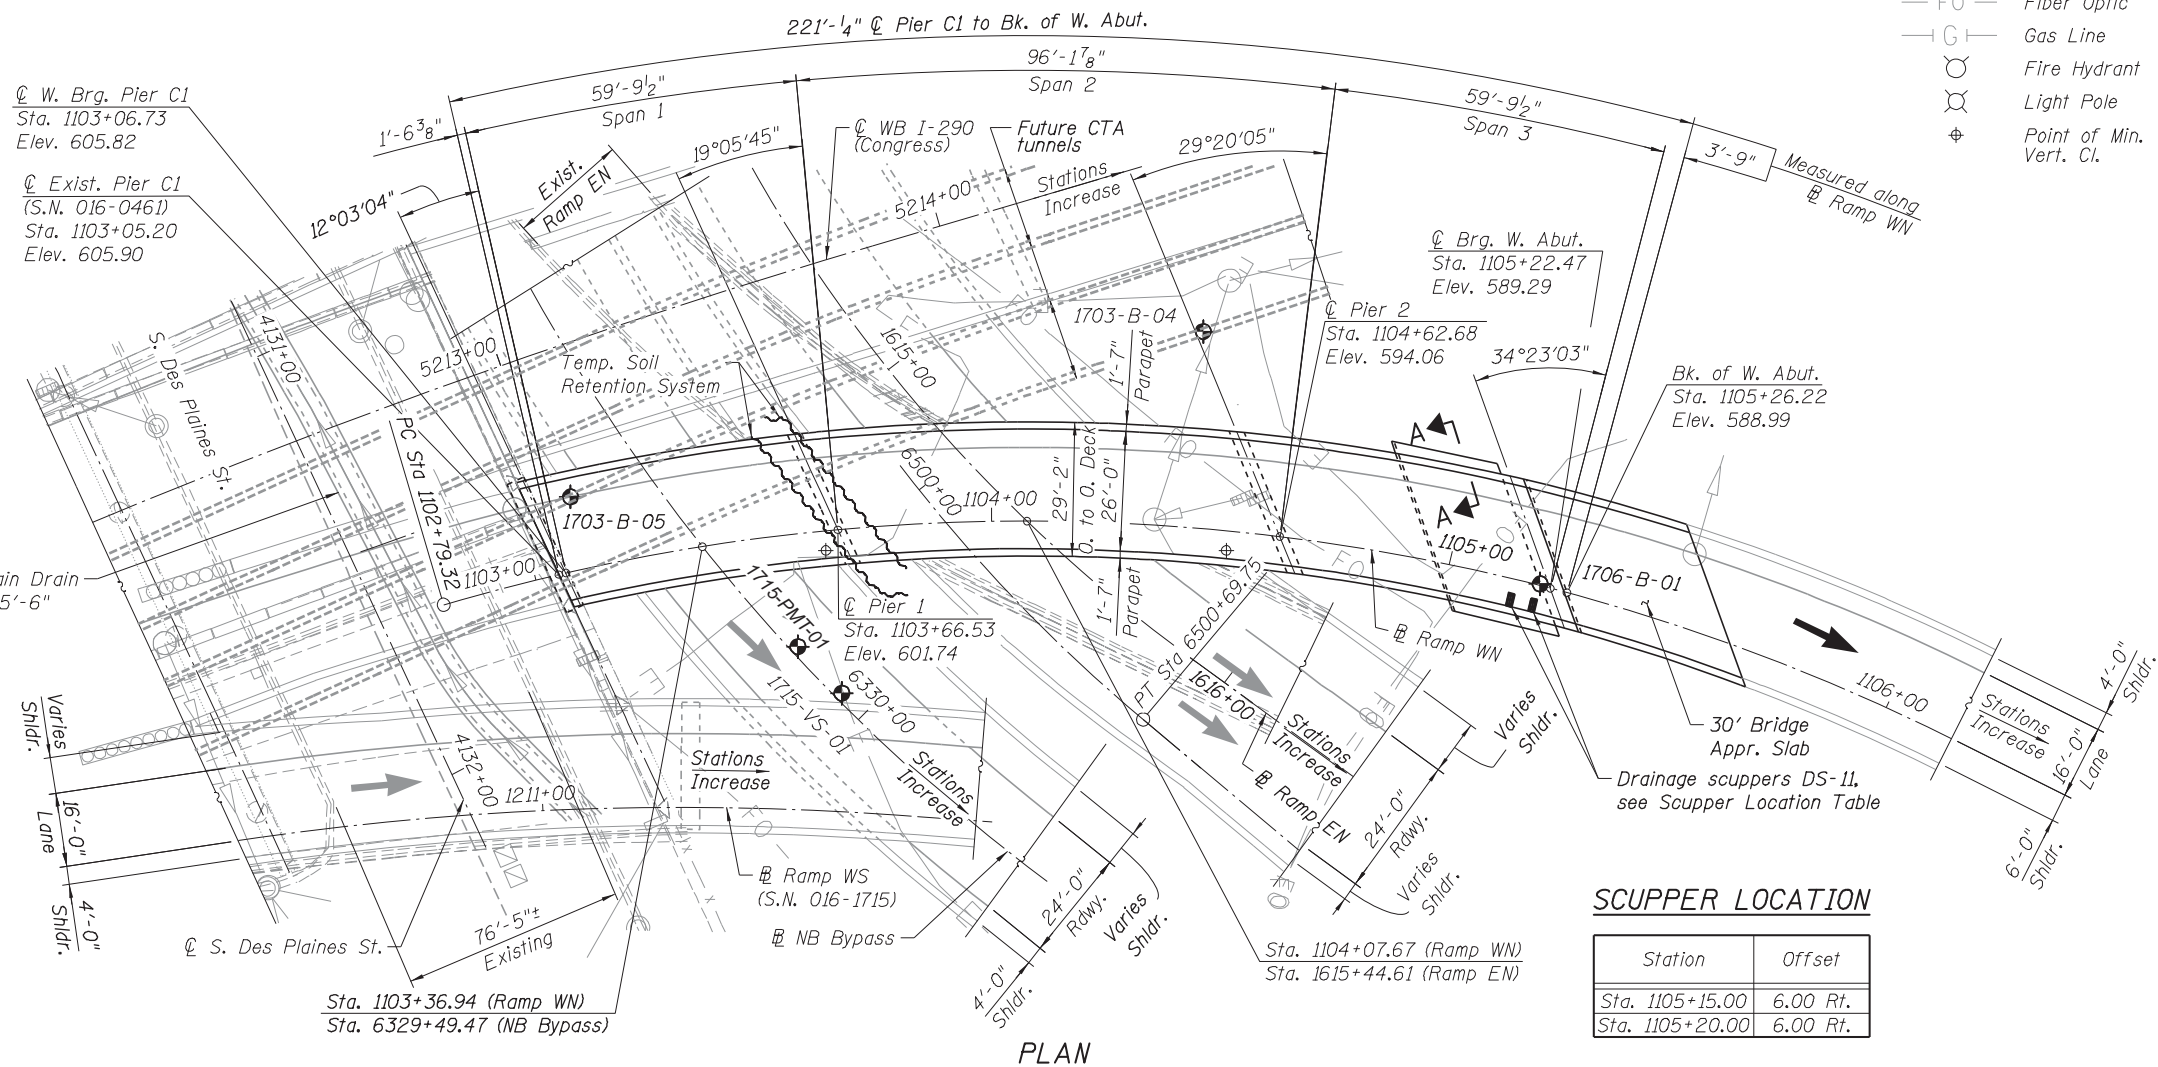 221'-¼" ℄ Pier C1 to Bk. of W. Abut.
59'-9½"
Span 1
96'-1⅞"
Span 2
59'-9½"
Span 3
1'-6⅜"
3'-9"
Measured along
℄ Ramp WN
Fiber Optic
FO
Gas Line
G
Fire Hydrant
Light Pole
Point of Min.
Vert. Cl.
℄ W. Brg. Pier C1
Sta. 1103+06.73
Elev. 605.82
℄ Exist. Pier C1
(S.N. 016-0461)
Sta. 1103+05.20
Elev. 605.90
12°03'04"
Exist.
Ramp EN
19°05'45"
℄ WB I-290
(Congress)
Future CTA
tunnels
29°20'05"
Stations
Increase
5214+00
5213+00
℄ Brg. W. Abut.
Sta. 1105+22.47
Elev. 589.29
℄ Pier 2
Sta. 1104+62.68
Elev. 594.06
34°23'03"
Bk. of W. Abut.
Sta. 1105+26.22
Elev. 588.99
S. Des Plaines St.
4131+00
Temp. Soil
Retention System
1615+00
1703-B-04
1'-7"
Parapet
29'-2"
O. to O. Deck
26'-0"
1'-7"
Parapet
PC Sta 1102+79.32
1103+00
1703-B-05
6500+00
1104+00
A
A
1105+00
1706-B-01
ain Drain
5'-6"
1715-PMT-01
1715-VS-01
℄ Pier 1
Sta. 1103+66.53
Elev. 601.74
6330+00
PT Sta 6500+69.75
1616+00
℔ Ramp WN
FO
FO
FO
1106+00
30' Bridge
Appr. Slab
Drainage scuppers DS-11,
see Scupper Location Table
Stations
Increase
4'-0"
Shldr.
16'-0"
Lane
6'-0"
Shldr.
Varies
Shldr.
16'-0"
Lane
4'-0"
Shldr.
4132+00
1211+00
Stations
Increase
Stations
Increase
Stations
Increase
℔ Ramp EN
Varies
Shldr.
24'-0"
Rdwy.
Varies
Shldr.
℔ Ramp WS
(S.N. 016-1715)
℔ NB Bypass
24'-0"
Rdwy.
Varies
Shldr.
4'-0"
Shldr.
℄ S. Des Plaines St.
76'-5"±
Existing
Sta. 1103+36.94 (Ramp WN)
Sta. 6329+49.47 (NB Bypass)
Sta. 1104+07.67 (Ramp WN)
Sta. 1615+44.61 (Ramp EN)
SCUPPER LOCATION
Station Offset
Sta. 1105+15.00 6.00 Rt.
Sta. 1105+20.00 6.00 Rt.
PLAN